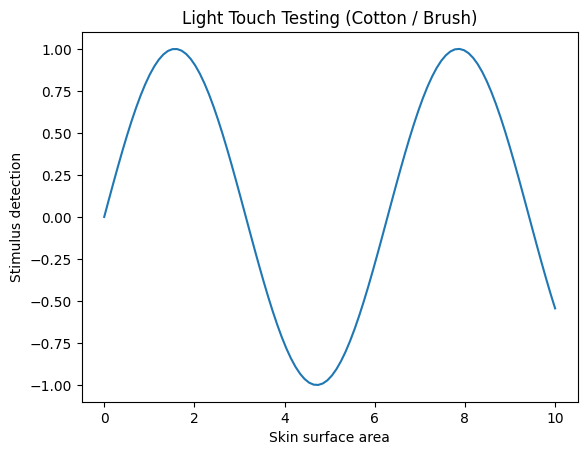 Light Touch Testing (Cotton / Brush)
1.00
0.75
0.50
0.25
0.00
−0.25
−0.50
−0.75
−1.00
Stimulus detection
0 2 4 6 8 10
Skin surface area